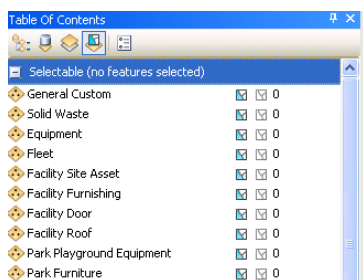 Table Of Contents
Selectable (no features selected)
General Custom 0
Solid Waste 0
Equipment 0
Fleet 0
Facility Site Asset 0
Facility Furnishing 0
Facility Door 0
Facility Roof 0
Park Playground Equipment 0
Park Furniture 0